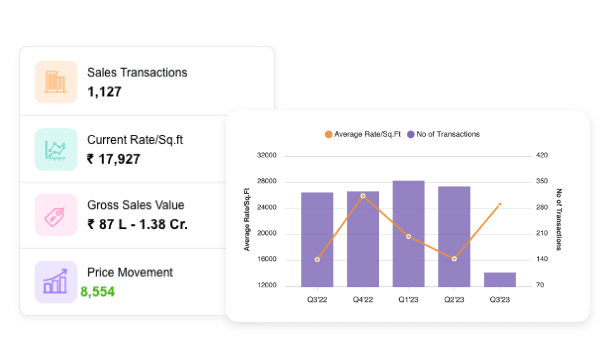 Sales Transactions
1,127
Current Rate/Sq.ft
₹ 17,927
Gross Sales Value
₹ 87 L - 1.38 Cr.
Price Movement
8,554
Average Rate/Sq.Ft No of Transactions
Average Rate/Sq.Ft
32000
28000
24000
20000
16000
12000
420
350
280
210
140
70
No of Transactions
Q3'22 Q4'22 Q1'23 Q2'23 Q3'23